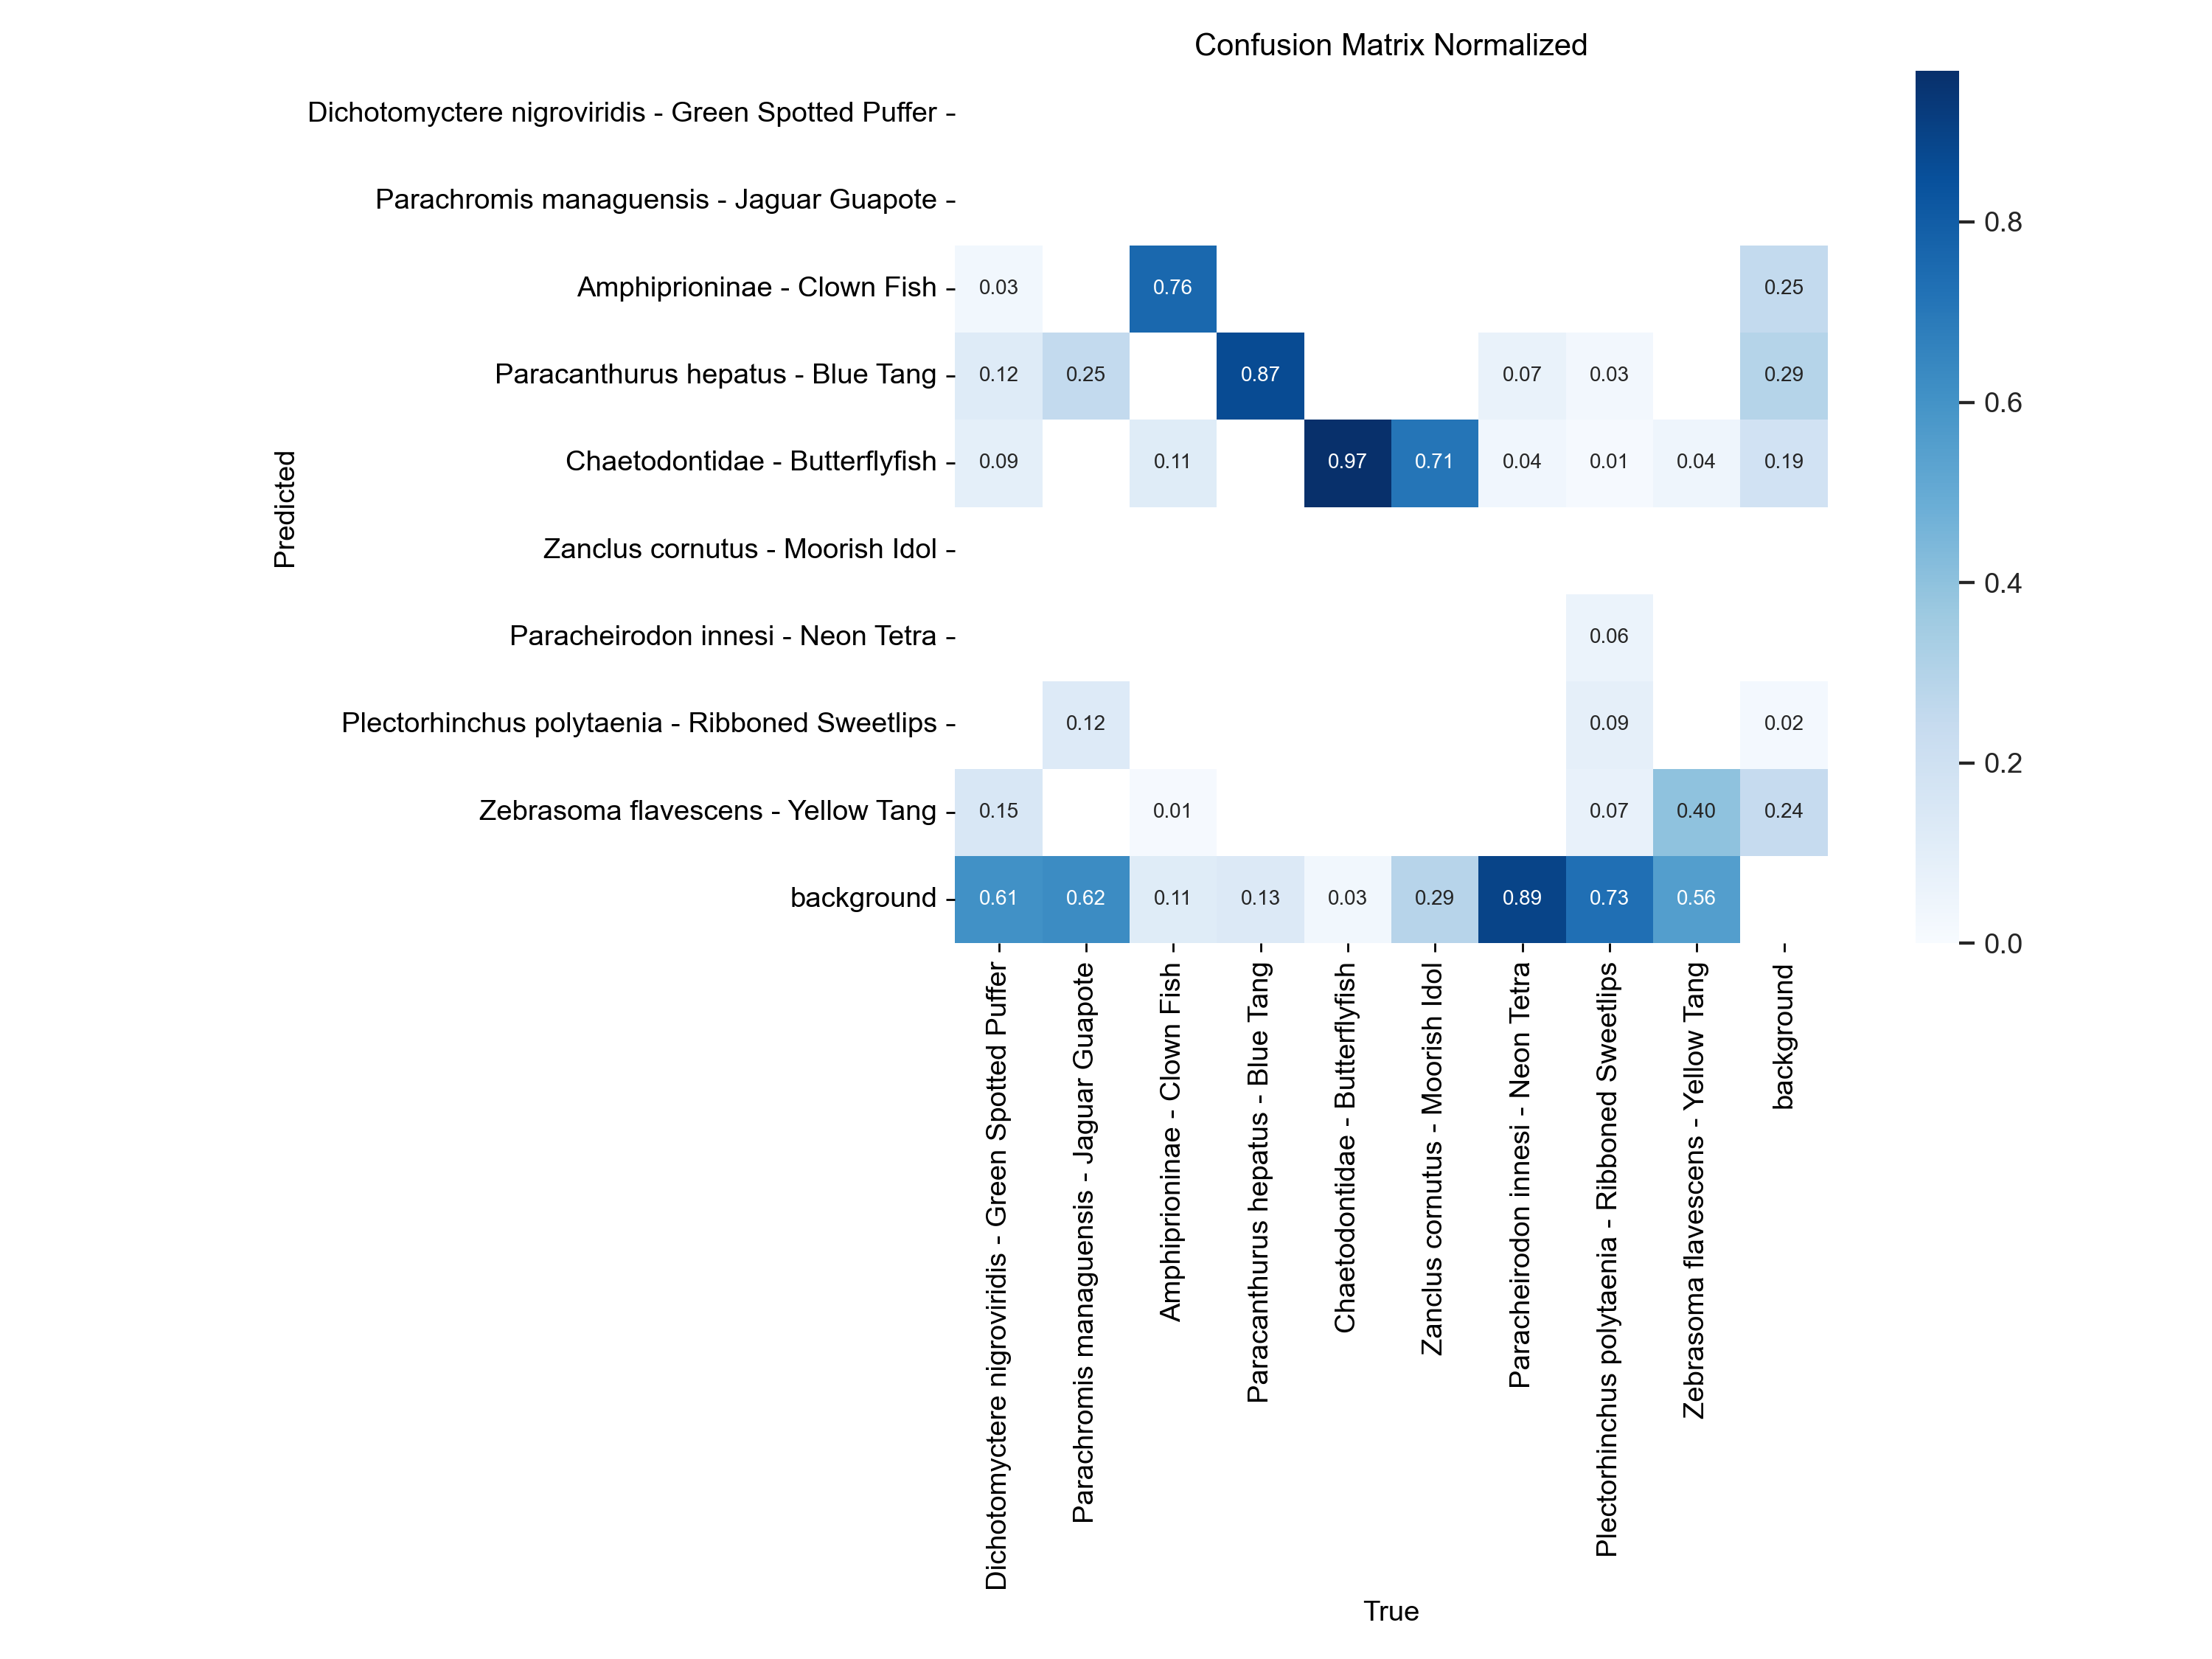 Confusion Matrix Normalized
Dichotomyctere nigroviridis - Green Spotted Puffer
Parachromis managuensis - Jaguar Guapote
Amphiprioninae - Clown Fish
0.03 0.76 0.25
Paracanthurus hepatus - Blue Tang
0.12 0.25 0.87 0.07 0.03 0.29
Chaetodontidae - Butterflyfish
0.09 0.11 0.97 0.71 0.04 0.01 0.04 0.19
Zanclus cornutus - Moorish Idol
Paracheirodon innesi - Neon Tetra
0.06
Plectorhinchus polytaenia - Ribboned Sweetlips
0.12 0.09 0.02
Zebrasoma flavescens - Yellow Tang
0.15 0.01 0.07 0.40 0.24
background
0.61 0.62 0.11 0.13 0.03 0.29 0.89 0.73 0.56
Predicted
0.8
0.6
0.4
0.2
0.0
Dichotomyctere nigroviridis - Green Spotted Puffer
Parachromis managuensis - Jaguar Guapote
Amphiprioninae - Clown Fish
Paracanthurus hepatus - Blue Tang
Chaetodontidae - Butterflyfish
Zanclus cornutus - Moorish Idol
Paracheirodon innesi - Neon Tetra
Plectorhinchus polytaenia - Ribboned Sweetlips
Zebrasoma flavescens - Yellow Tang
background
True